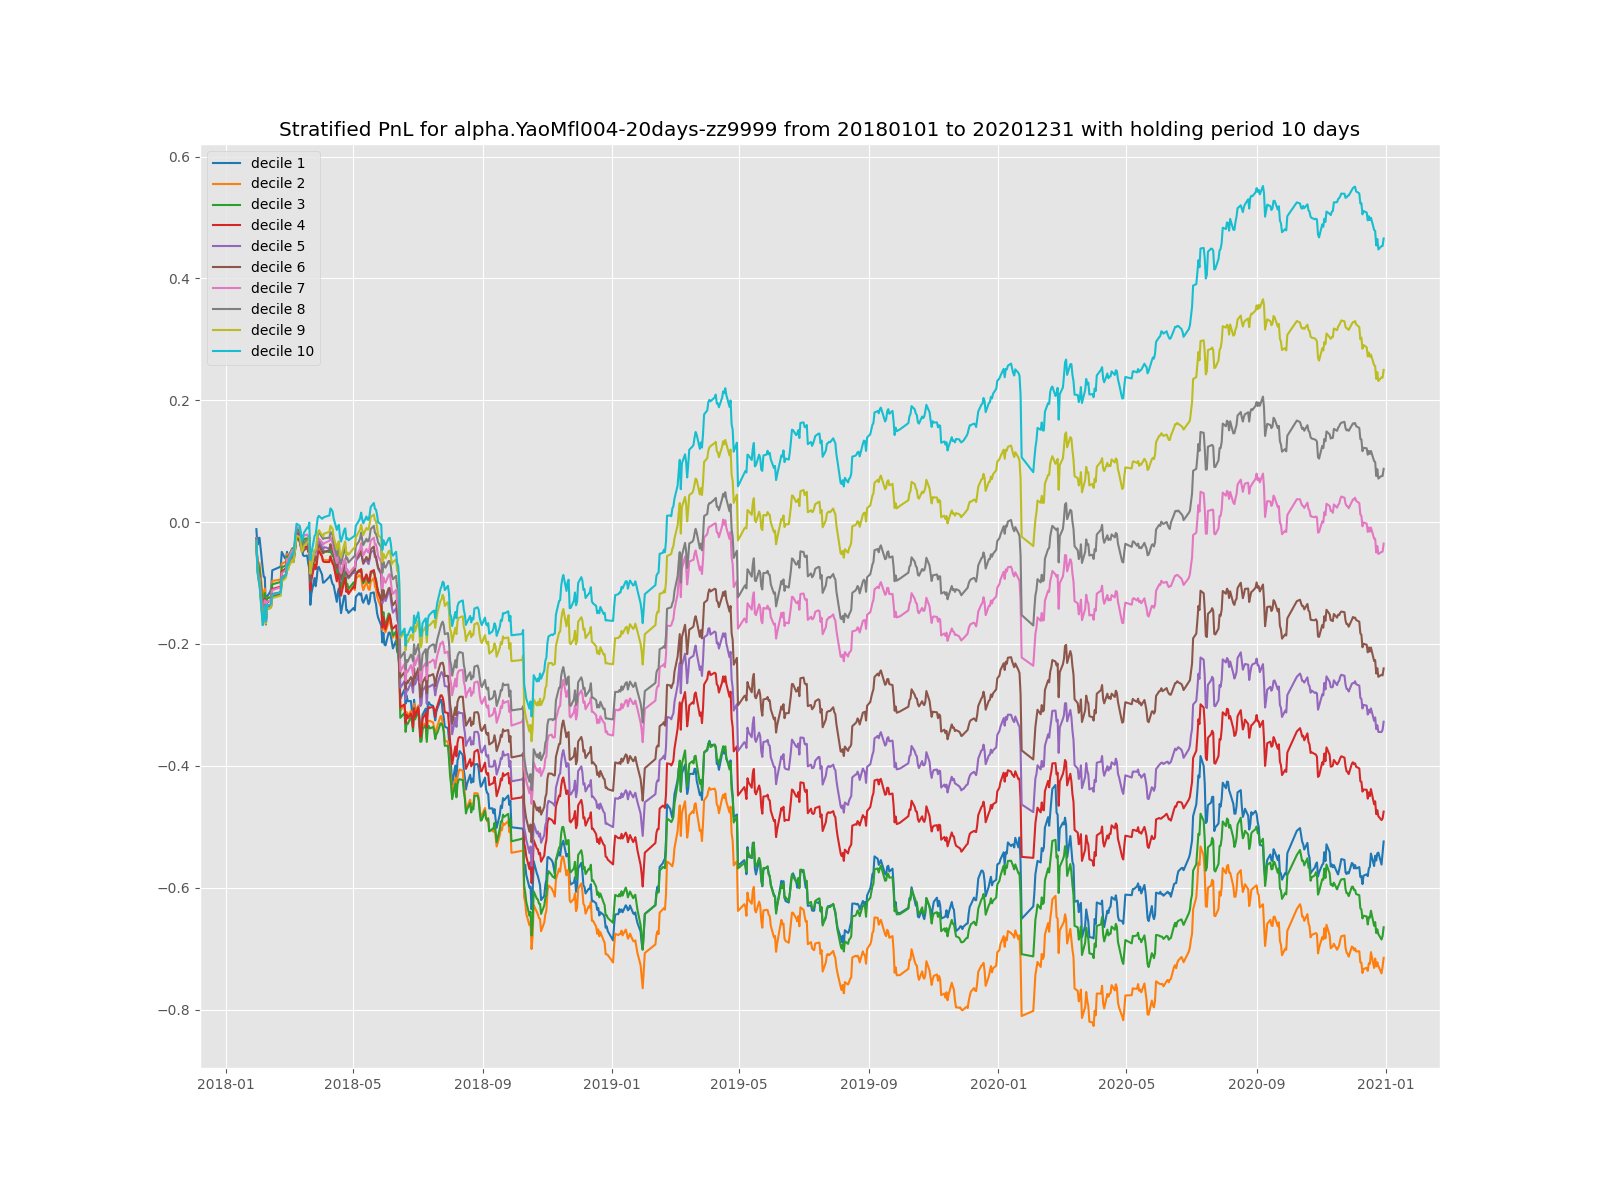 Stratified PnL for alpha.YaoMfl004-20days-zz9999 from 20180101 to 20201231 with holding period 10 days
decile 1
decile 2
decile 3
decile 4
decile 5
decile 6
decile 7
decile 8
decile 9
decile 10
0.6
0.4
0.2
0.0
−0.2
−0.4
−0.6
−0.8
2018-01 2018-05 2018-09 2019-01 2019-05 2019-09 2020-01 2020-05 2020-09 2021-01